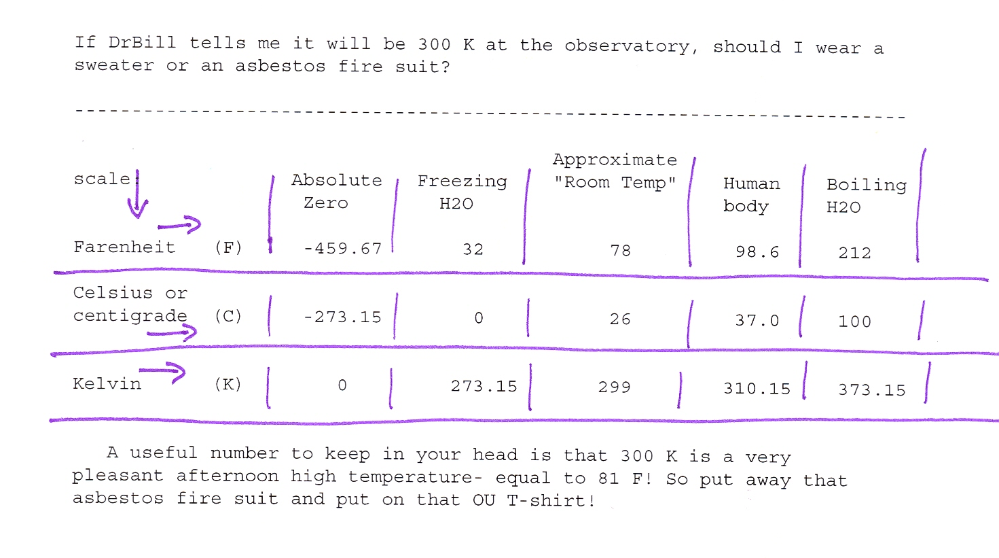 If DrBill tells me it will be 300 K at the observatory, should I wear a
sweater or an asbestos fire suit?
-------------------------------------------------------------------------
Approximate
scale Absolute Freezing "Room Temp" Human Boiling
Zero H2O body H2O
Farenheit (F) -459.67 32 78 98.6 212
Celsius or
centigrade (C) -273.15 0 26 37.0 100
Kelvin (K) 0 273.15 299 310.15 373.15
A useful number to keep in your head is that 300 K is a very
pleasant afternoon high temperature- equal to 81 F! So put away that
asbestos fire suit and put on that OU T-shirt!